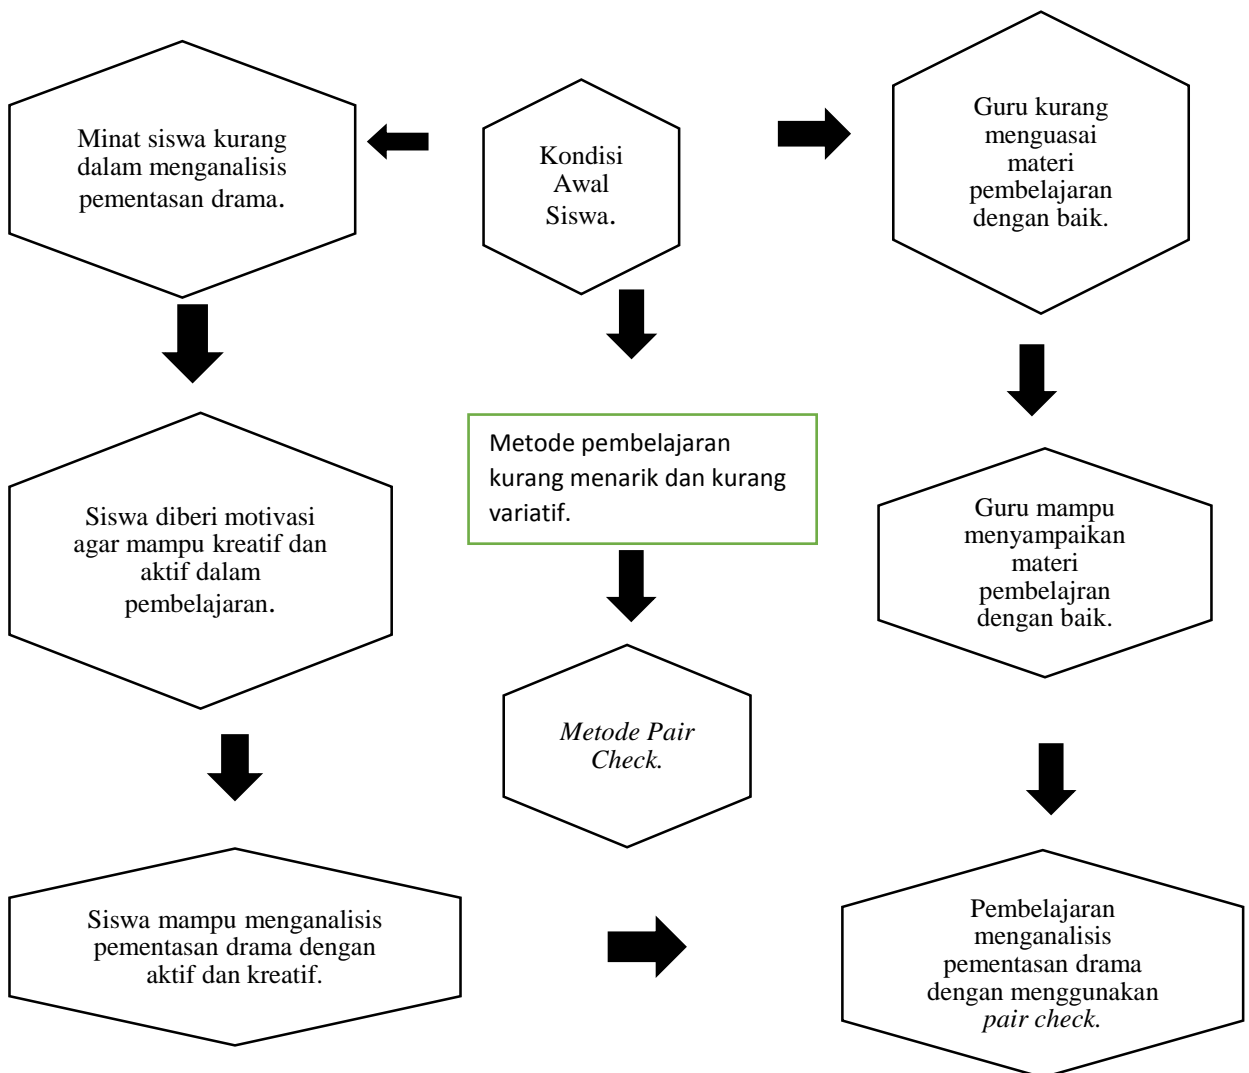 Minat siswa kurang
dalam menganalisis
pementasan drama.
Kondisi
Awal
Siswa.
Guru kurang
menguasai
materi
pembelajaran
dengan baik.
Siswa diberi motivasi
agar mampu kreatif dan
aktif dalam
pembelajaran.
Metode pembelajaran
kurang menarik dan kurang
variatif.
Guru mampu
menyampaikan
materi
pembelajran
dengan baik.
Metode Pair
Check.
Siswa mampu menganalisis
pementasan drama dengan
aktif dan kreatif.
Pembelajaran
menganalisis
pementasan drama
dengan menggunakan
pair check.